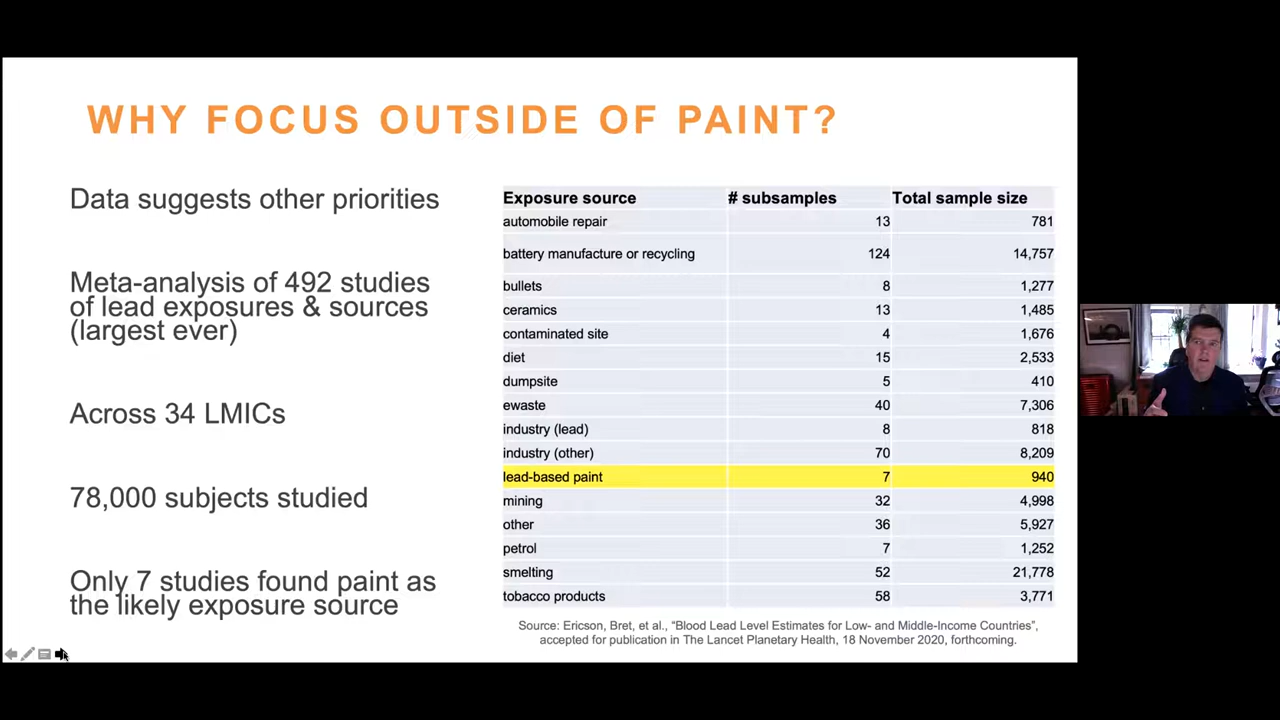 WHY FOCUS OUTSIDE OF PAINT?
Data suggests other priorities
Meta-analysis of 492 studies
of lead exposures & sources
(largest ever)
Across 34 LMICs
78,000 subjects studied
Only 7 studies found paint as
the likely exposure source
Exposure source # subsamples Total sample size
automobile repair 13 781
battery manufacture or recycling 124 14,757
bullets 8 1,277
ceramics 13 1,485
contaminated site 4 1,676
diet 15 2,533
dumpsite 5 410
ewaste 40 7,306
industry (lead) 8 818
industry (other) 70 8,209
lead-based paint 7 940
mining 32 4,998
other 36 5,927
petrol 7 1,252
smelting 52 21,778
tobacco products 58 3,771
Source: Ericson, Bret, et al., “Blood Lead Level Estimates for Low- and Middle-Income Countries”,
accepted for publication in The Lancet Planetary Health, 18 November 2020, forthcoming.